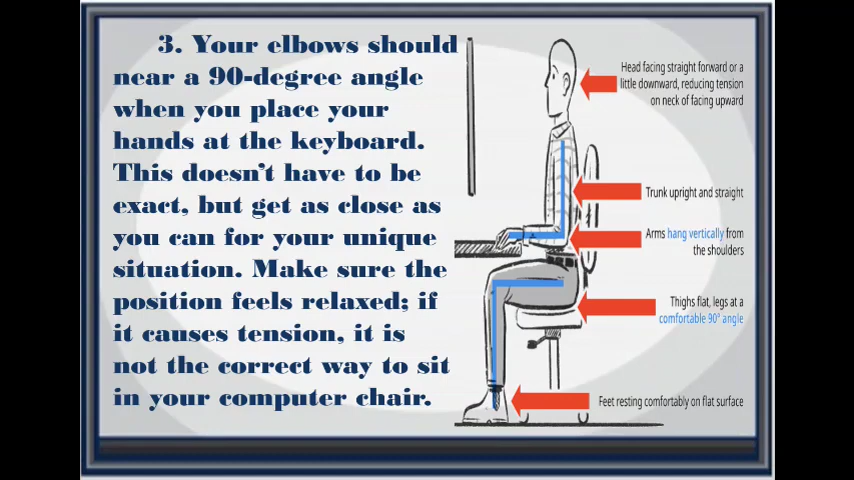 3. Your elbows should
near a 90-degree angle
when you place your
hands at the keyboard.
This doesn't have to be
exact, but get as close as
you can for your unique
situation. Make sure the
position feels relaxed; if
it causes tension, it is
not the correct way to sit
in your computer chair.
Head facing straight forward or a
little downward, reducing tension
on neck of facing upward
Trunk upright and straight
Arms hang vertically from
the shoulders
Thighs flat, legs at a
comfortable 90° angle
Feet resting comfortably on flat surface